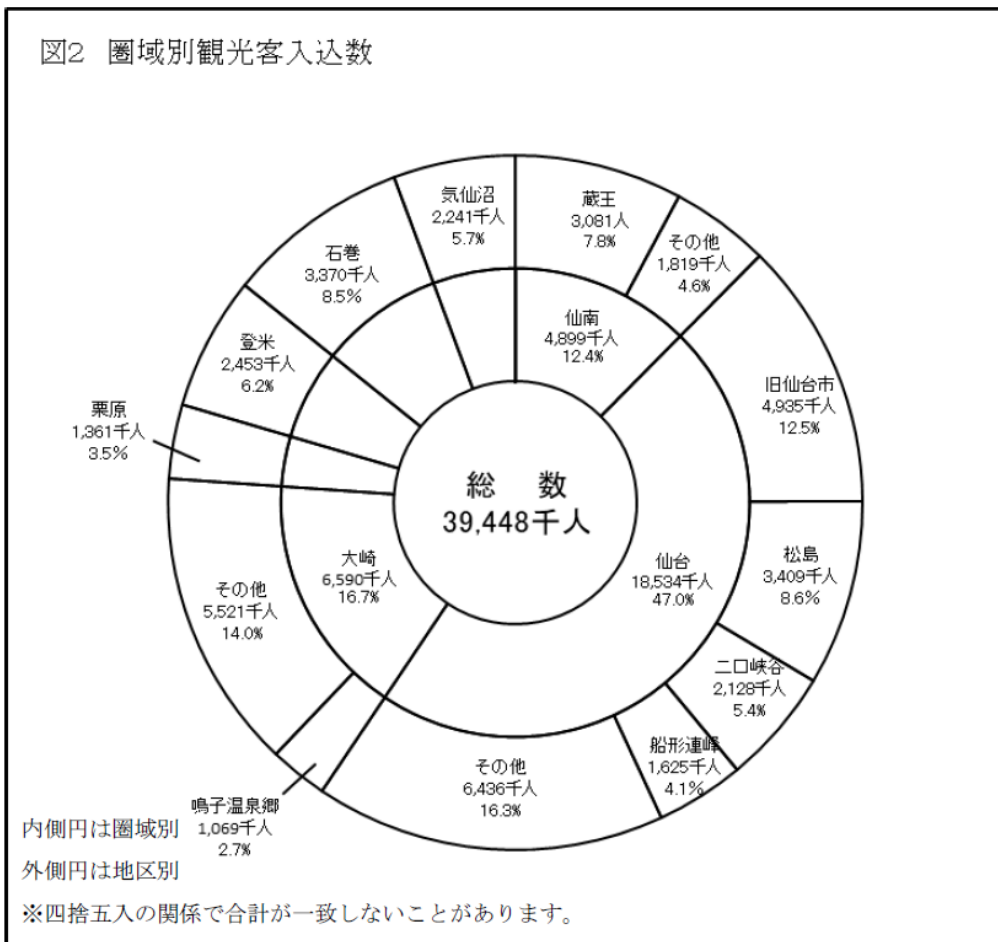 図2 圏域別観光客入込数
気仙沼
2,241千人
5.7%
蔵王
3,081人
7.8%
その他
1,819千人
4.6%
石巻
3,370千人
8.5%
仙南
4,899千人
12.4%
登米
2,453千人
6.2%
旧仙台市
4,935千人
12.5%
栗原
1,361千人
3.5%
総 数
39,448千人
大崎
6,590千人
16.7%
仙台
18,534千人
47.0%
松島
3,409千人
8.6%
その他
5,521千人
14.0%
二口峡谷
2,128千人
5.4%
船形連峰
1,625千人
4.1%
その他
6,436千人
16.3%
鳴子温泉郷
1,069千人
2.7%
内側円は圏域別
外側円は地区別
※四捨五入の関係で合計が一致しないことがあります。